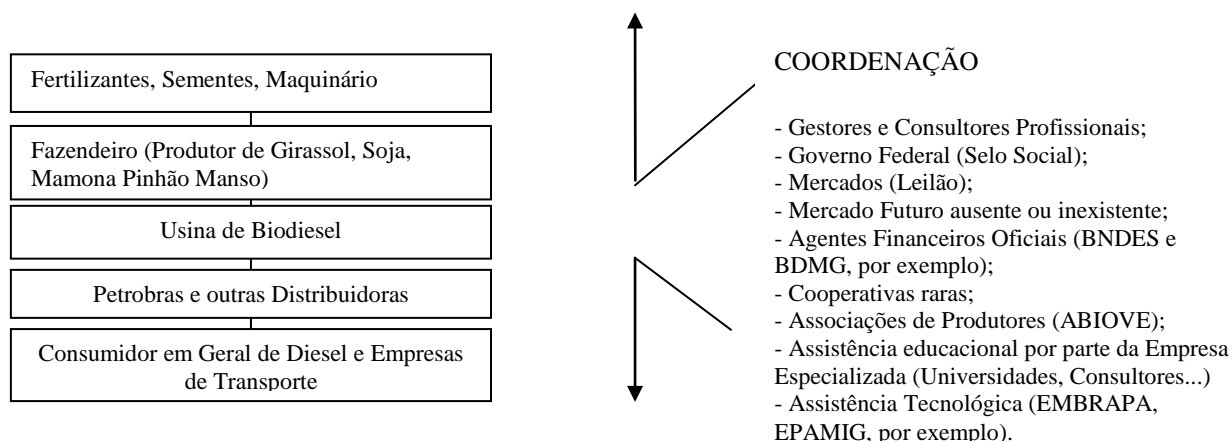 Fertilizantes, Sementes, Maquinário
Fazendeiro (Produtor de Girassol, Soja,
Mamona Pinhão Manso)
Usina de Biodiesel
Petrobras e outras Distribuidoras
Consumidor em Geral de Diesel e Empresas
de Transporte
COORDENAÇÃO
- Gestores e Consultores Profissionais;
- Governo Federal (Selo Social);
- Mercados (Leilão);
- Mercado Futuro ausente ou inexistente;
- Agentes Financeiros Oficiais (BNDES e
BDMG, por exemplo);
- Cooperativas raras;
- Associações de Produtores (ABIOVE);
- Assistência educacional por parte da Empresa
Especializada (Universidades, Consultores...)
- Assistência Tecnológica (EMBRAPA,
EPAMIG, por exemplo).